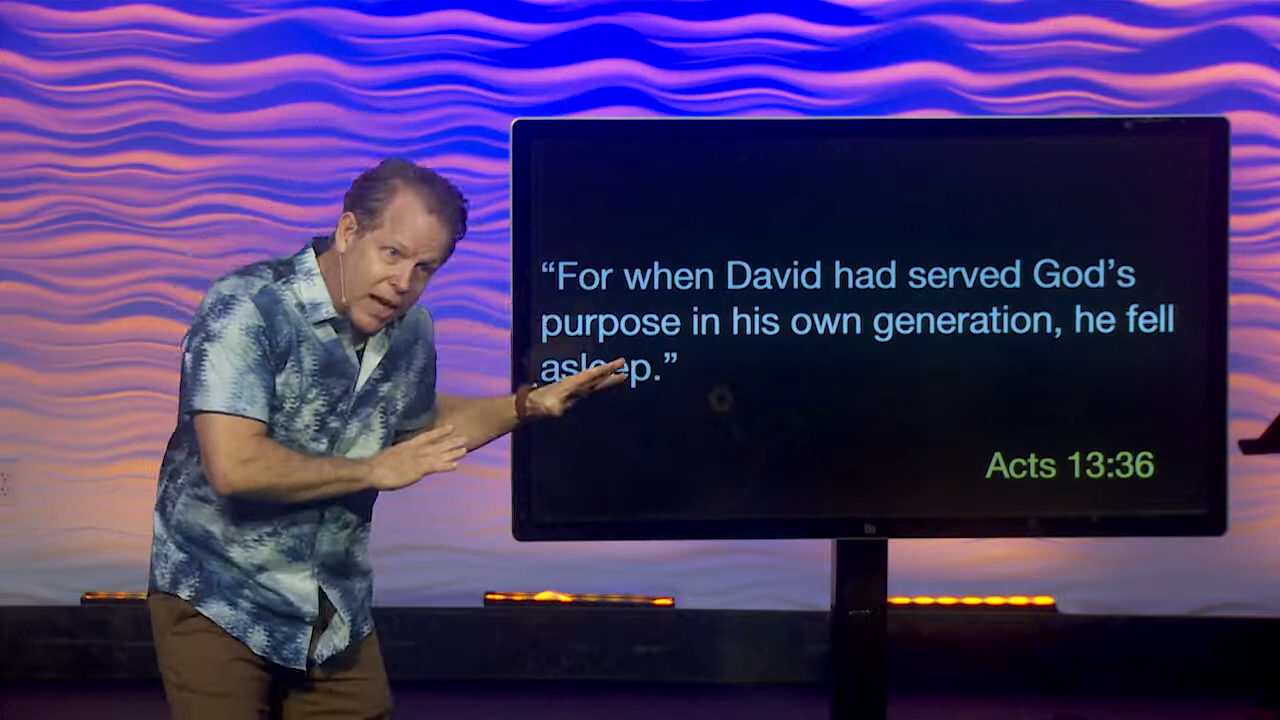 “For when David had served God’s
purpose in his own generation, he fell
asleep.”
Acts 13:36